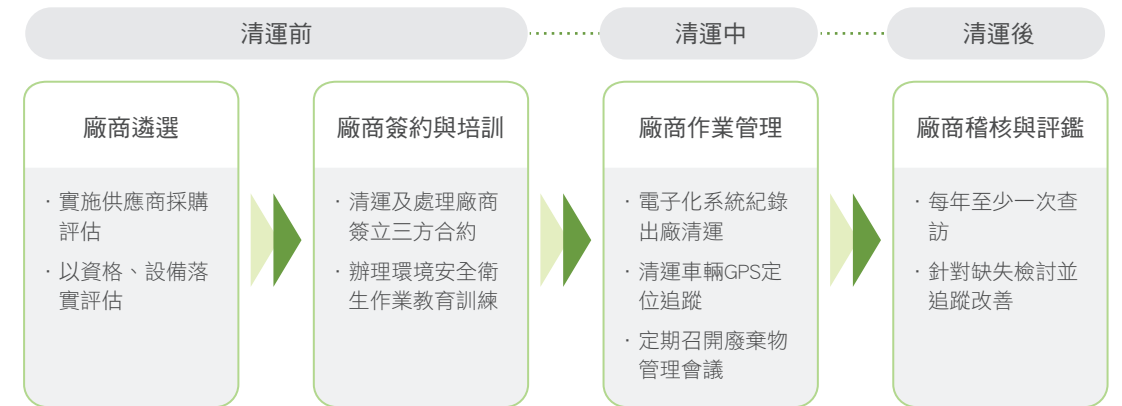 清運前
清運中
清運後
廠商遴選
· 實施供應商採購
評估
· 以資格、設備落
實評估
廠商簽約與培訓
· 清運及處理廠商
簽立三方合約
· 辦理環境安全衛
生作業教育訓練
廠商作業管理
· 電子化系統紀錄
出廠清運
· 清運車輛GPS定
位追蹤
· 定期召開廢棄物
管理會議
廠商稽核與評鑑
· 每年至少一次查
訪
· 針對缺失檢討並
追蹤改善